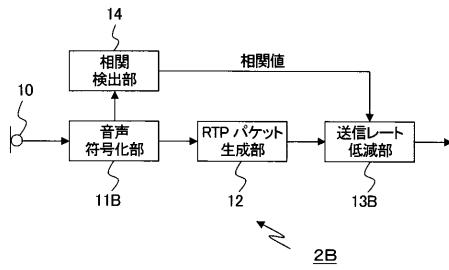 14
相関
検出部
相関値
10
音声
符号化部
RTP パケット
生成部
送信レート
低減部
11B
12
13B
2B